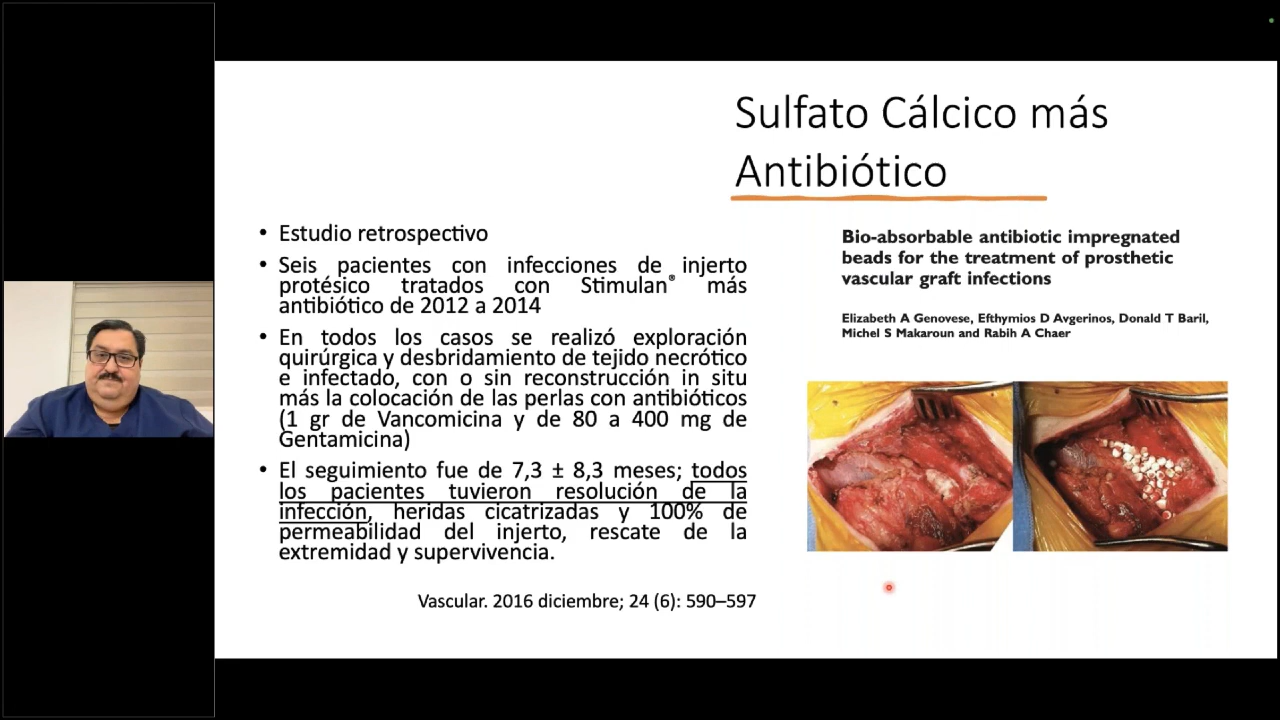 Sulfato Cálcico más
Antibiótico
• Estudio retrospectivo
• Seis pacientes con infecciones de injerto
protésico tratados con Stimulan® más
antibiótico de 2012 a 2014
• En todos los casos se realizó exploración
quirúrgica y desbridamiento de tejido necrótico
e infectado, con o sin reconstrucción in situ
más la colocación de las perlas con antibióticos
(1 gr de Vancomicina y de 80 a 400 mg de
Gentamicina)
• El seguimiento fue de 7,3 ± 8,3 meses; todos
los pacientes tuvieron resolución de la
infección, heridas cicatrizadas y 100% de
permeabilidad del injerto, rescate de la
extremidad y supervivencia.
Vascular. 2016 diciembre; 24 (6): 590–597
Bio-absorbable antibiotic impregnated
beads for the treatment of prosthetic
vascular graft infections
Elizabeth A Genovese, Efthymios D Avgerinos, Donald T Baril,
Michel S Makaroun and Rabih A Chaer